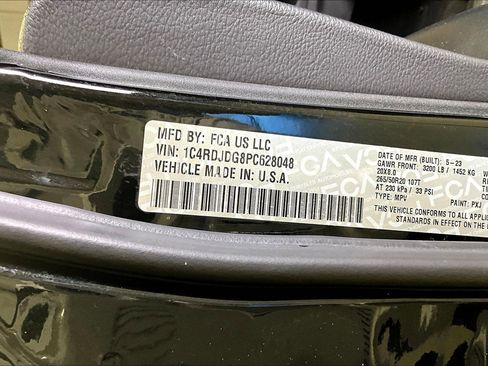 MFD BY: FCA US LLC
VIN: 1C4RDJDG8PC628048
VEHICLE MADE IN: U.S.A.
DATE OF MFR (BUILT): 5-23
GAWR FRONT: 3200 LB / 1452 KG W
20X8.0
265/50R20 107T
AT 230 kPa / 33 PSI
TYPE: MPV PAINT: PXJ
THIS VEHICLE CONFORMS TO ALL APPLIC
STANDARDS IN EFFECT ON THE